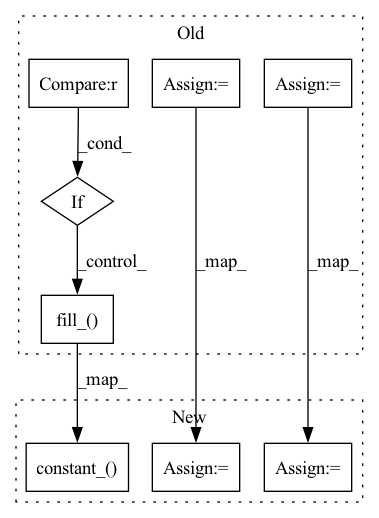 Old
Compare:r
Assign:=
Assign:=
_cond_
If
_control_
_map_
_map_
fill_()
_map_
New
constant_()
Assign:=
Assign:=